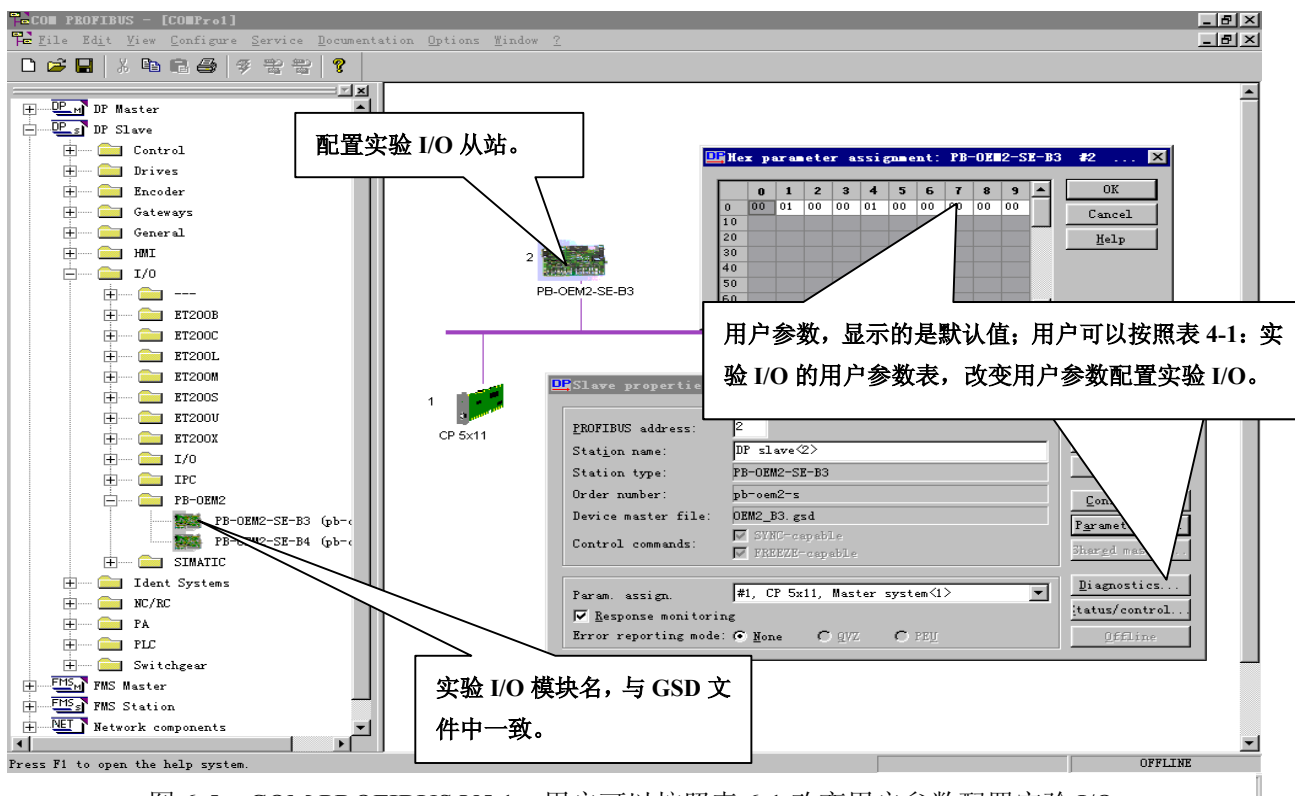 COM PROFIBUS - [COMPro1]
File Edit View Configure Service Documentation Options Window ?
DP Master
DP Slave
Control
Drives
Encoder
Gateways
General
HMI
I/O
---
ET200B
ET200C
ET200L
ET200M
ET200S
ET200U
ET200X
I/O
IPC
PB-OEM2
PB-OEM2-SE-B3 (pb-
PB-OEM2-SE-B4 (pb-
SIMATIC
Ident Systems
NC/RC
PA
PLC
Switchgear
FMS Master
FMS Station
Network components
Press F1 to open the help system.
OFFLINE
配置实验 I/O 从站。
2
PB-OEM2-SE-B3
1
CP 5x11
Hex parameter assignment: PB-OEM2-SE-B3 #2 ...
0 1 2 3 4 5 6 7 8 9
0 00 01 00 00 01 00 00 00 00
10
20
30
40
50
60
OK
Cancel
Help
用户参数，显示的是默认值；用户可以按照表 4-1：实
验 I/O 的用户参数表，改变用户参数配置实验 I/O。
Slave propertie
PROFIBUS address: 2
Station name: DP slave<2>
Station type: PB-OEM2-SE-B3
Order number: pb-oem2-s
Device master file: OEM2_B3.gsd
Control commands: SYNC-capable
FREEZE-capable
Param. assign. #1, CP 5x11, Master system<1>
Response monitoring
Error reporting mode: None QVZ PEU
Diagnostics...
Status/control...
Offline
实验 I/O 模块名，与 GSD 文
件中一致。